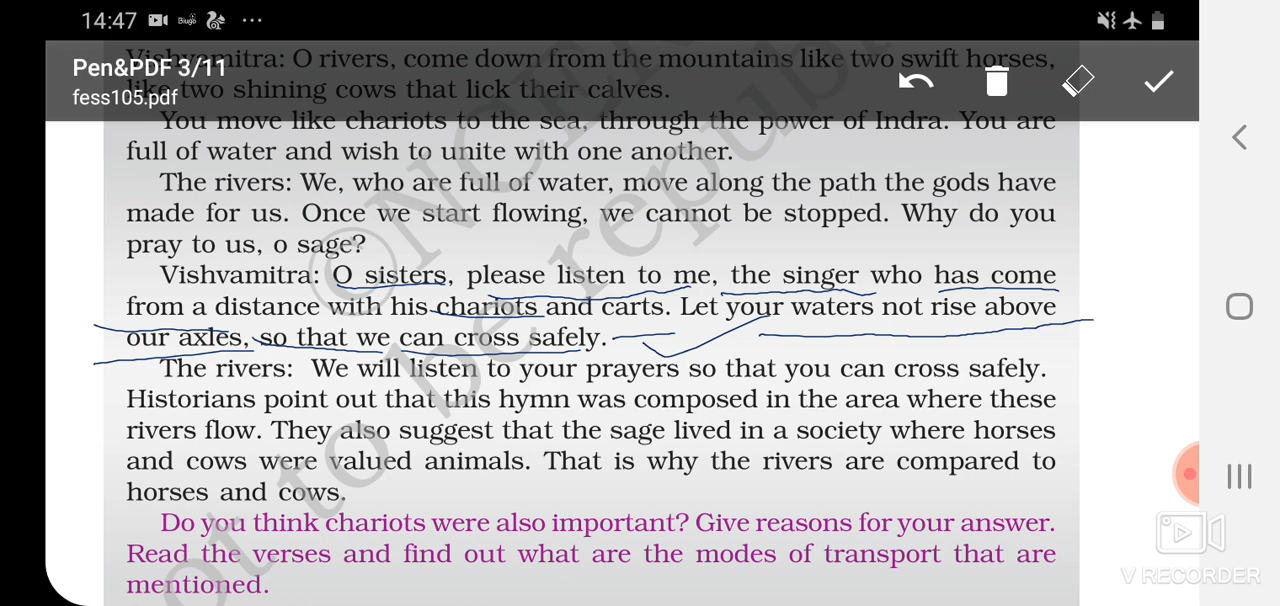 14:47 Biugo ...
Vishvamitra: O rivers, come down from the mountains like two swift horses,
Pen&PDF 3/11
like two shining cows that lick their calves.
fess105.pdf
You move like chariots to the sea, through the power of Indra. You are
full of water and wish to unite with one another.
The rivers: We, who are full of water, move along the path the gods have
made for us. Once we start flowing, we cannot be stopped. Why do you
pray to us, o sage?
Vishvamitra: O sisters, please listen to me, the singer who has come
from a distance with his chariots and carts. Let your waters not rise above
our axles, so that we can cross safely.
The rivers: We will listen to your prayers so that you can cross safely.
Historians point out that this hymn was composed in the area where these
rivers flow. They also suggest that the sage lived in a society where horses
and cows were valued animals. That is why the rivers are compared to
horses and cows.
Do you think chariots were also important? Give reasons for your answer.
Read the verses and find out what are the modes of transport that are
mentioned.
©NCERT
not to be republ
V RECORDER